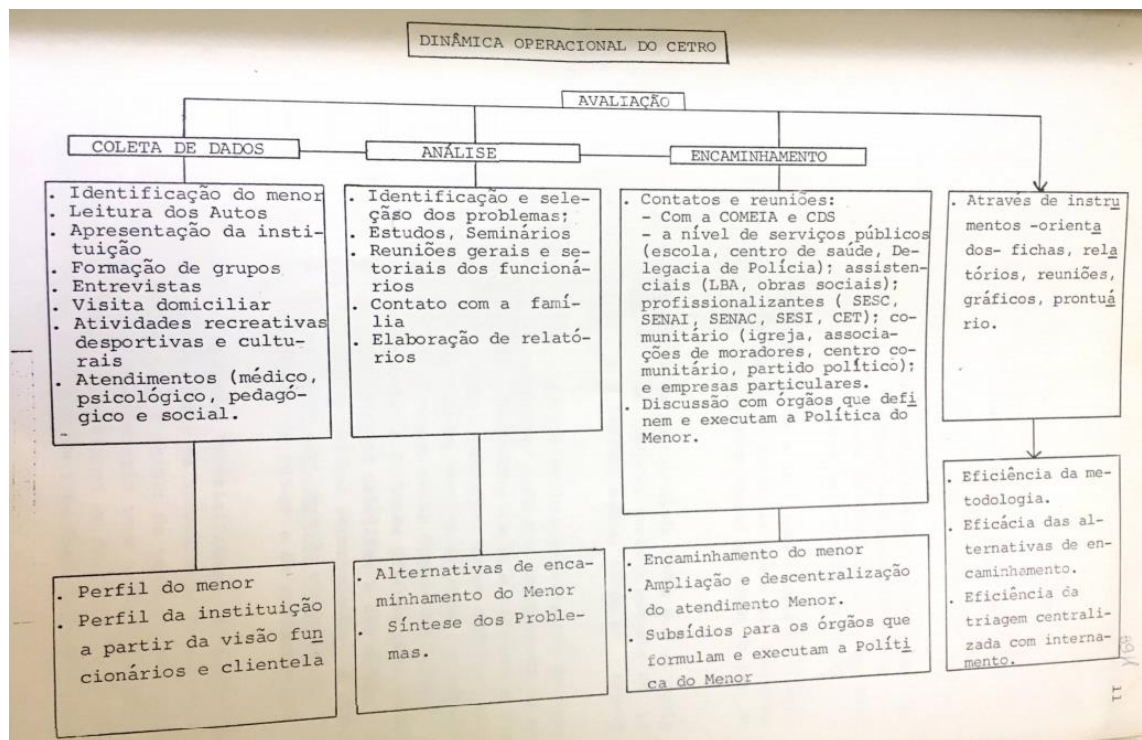 DINÂMICA OPERACIONAL DO CETRO
AVALIAÇÃO
COLETA DE DADOS
ANÁLISE
ENCAMINHAMENTO
. Identificação do menor
. Leitura dos Autos
. Apresentação da insti-
tuição
. Formação de grupos
. Entrevistas
. Visita domiciliar
. Atividades recreativas
desportivas e cultu-
rais
. Atendimentos (médico,
psicológico, pedagó-
gico e social.
. Identificação e sele-
çãso dos problemas;
. Estudos, Seminários
. Reuniões gerais e se-
toriais dos funcioná-
rios
. Contato com a famí-
lia
. Elaboração de relató-
rios
. Contatos e reuniões:
- Com a COMEIA e CDS
- a nível de serviços públicos
(escola, centro de saúde, De-
legacia de Polícia); assisten-
ciais (LBA, obras sociais);
profissionalizantes ( SESC,
SENAI, SENAC, SESI, CET); co-
munitário (igreja, associa-
ções de moradores, centro co-
munitário, partido político);
e empresas particulares.
. Discussão com órgãos que defi
nem e executam a Política do
Menor.
. Através de instru
mentos -orienta
dos- fichas, rela
tórios, reuniões,
gráficos, prontuá
rio.
. Perfil do menor
. Perfil da instituição
a partir da visão fun
cionários e clientela
. Alternativas de enca-
minhamento do Menor
. Síntese dos Proble-
mas.
. Encaminhamento do menor
. Ampliação e descentralização
do atendimento Menor.
. Subsídios para os órgãos que
formulam e executam a Políti
ca do Menor
. Eficiência da me-
todologia.
. Eficácia das al-
ternativas de en-
caminhamento.
. Eficiência da
triagem centrali-
zada com interna-
mento.
11